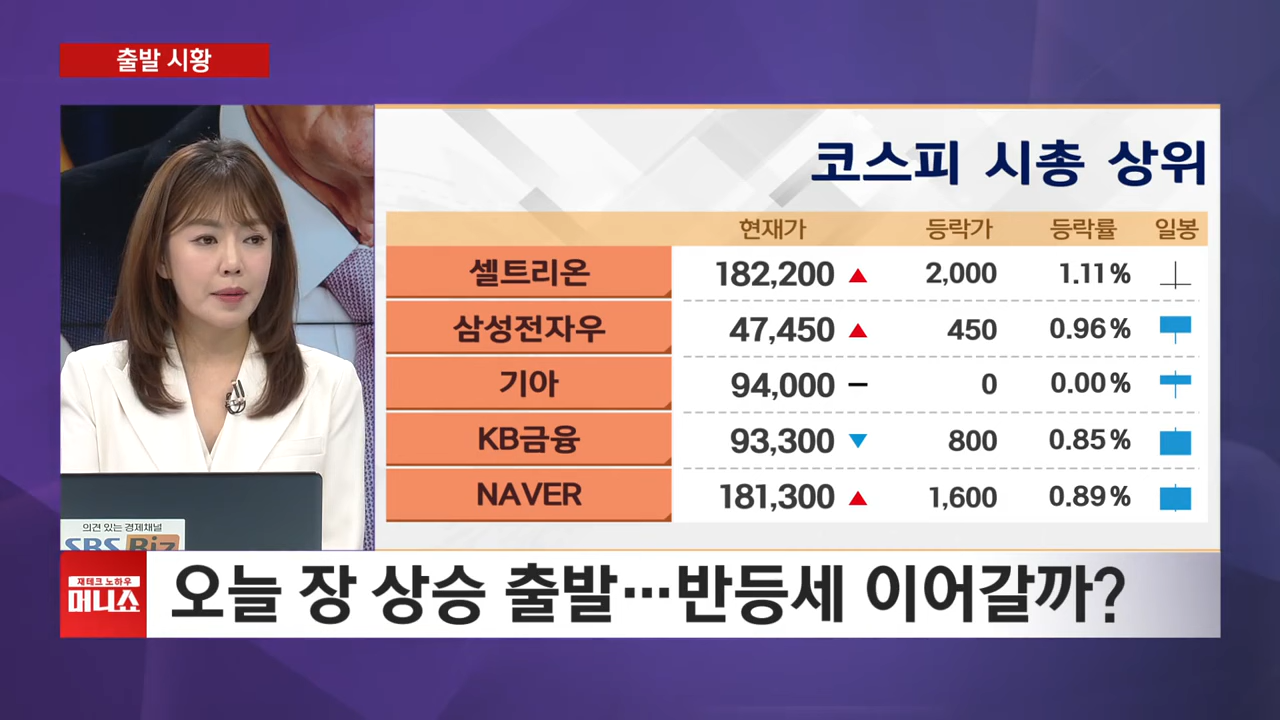 출발 시황
코스피 시총 상위
현재가 등락가 등락률 일봉
셀트리온 182,200 ▲ 2,000 1.11%
삼성전자우 47,450 ▲ 450 0.96%
기아 94,000 - 0 0.00%
KB금융 93,300 ▼ 800 0.85%
NAVER 181,300 ▲ 1,600 0.89%
의견 있는 경제채널
SBS Biz
재테크 노하우
머니쇼
오늘 장 상승 출발…반등세 이어갈까?